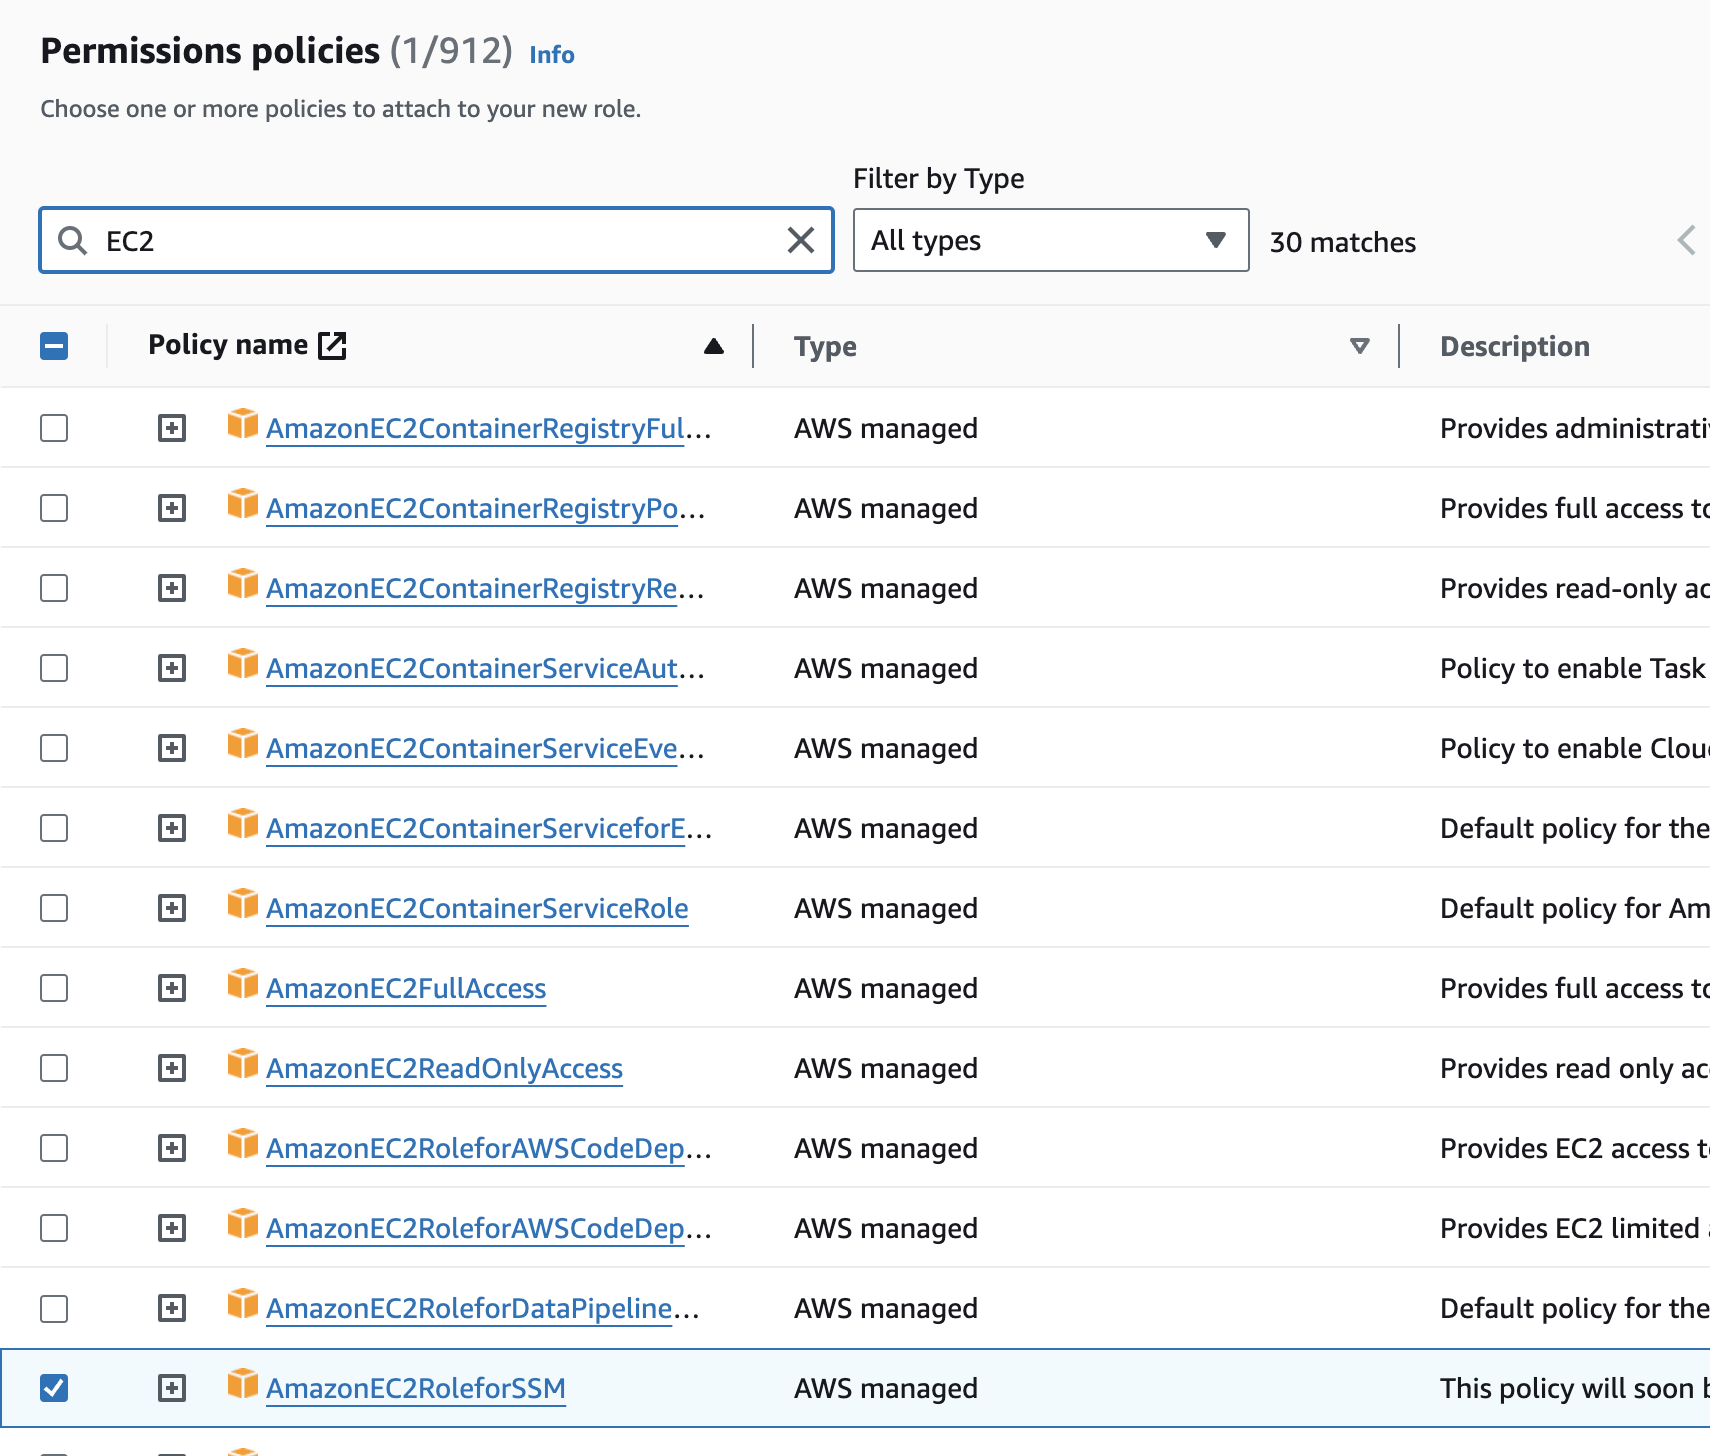 Permissions policies (1/912) Info
Choose one or more policies to attach to your new role.
Filter by Type
EC2
All types
30 matches
Policy name Type Description
AmazonEC2ContainerRegistryFul... AWS managed Provides administrati
AmazonEC2ContainerRegistryPo... AWS managed Provides full access to
AmazonEC2ContainerRegistryRe... AWS managed Provides read-only ac
AmazonEC2ContainerServiceAut... AWS managed Policy to enable Task
AmazonEC2ContainerServiceEve... AWS managed Policy to enable Clou
AmazonEC2ContainerServiceforE... AWS managed Default policy for the
AmazonEC2ContainerServiceRole AWS managed Default policy for Am
AmazonEC2FullAccess AWS managed Provides full access to
AmazonEC2ReadOnlyAccess AWS managed Provides read only ac
AmazonEC2RoleforAWSCodeDep... AWS managed Provides EC2 access t
AmazonEC2RoleforAWSCodeDep... AWS managed Provides EC2 limited
AmazonEC2RoleforDataPipeline... AWS managed Default policy for the
AmazonEC2RoleforSSM AWS managed This policy will soon b